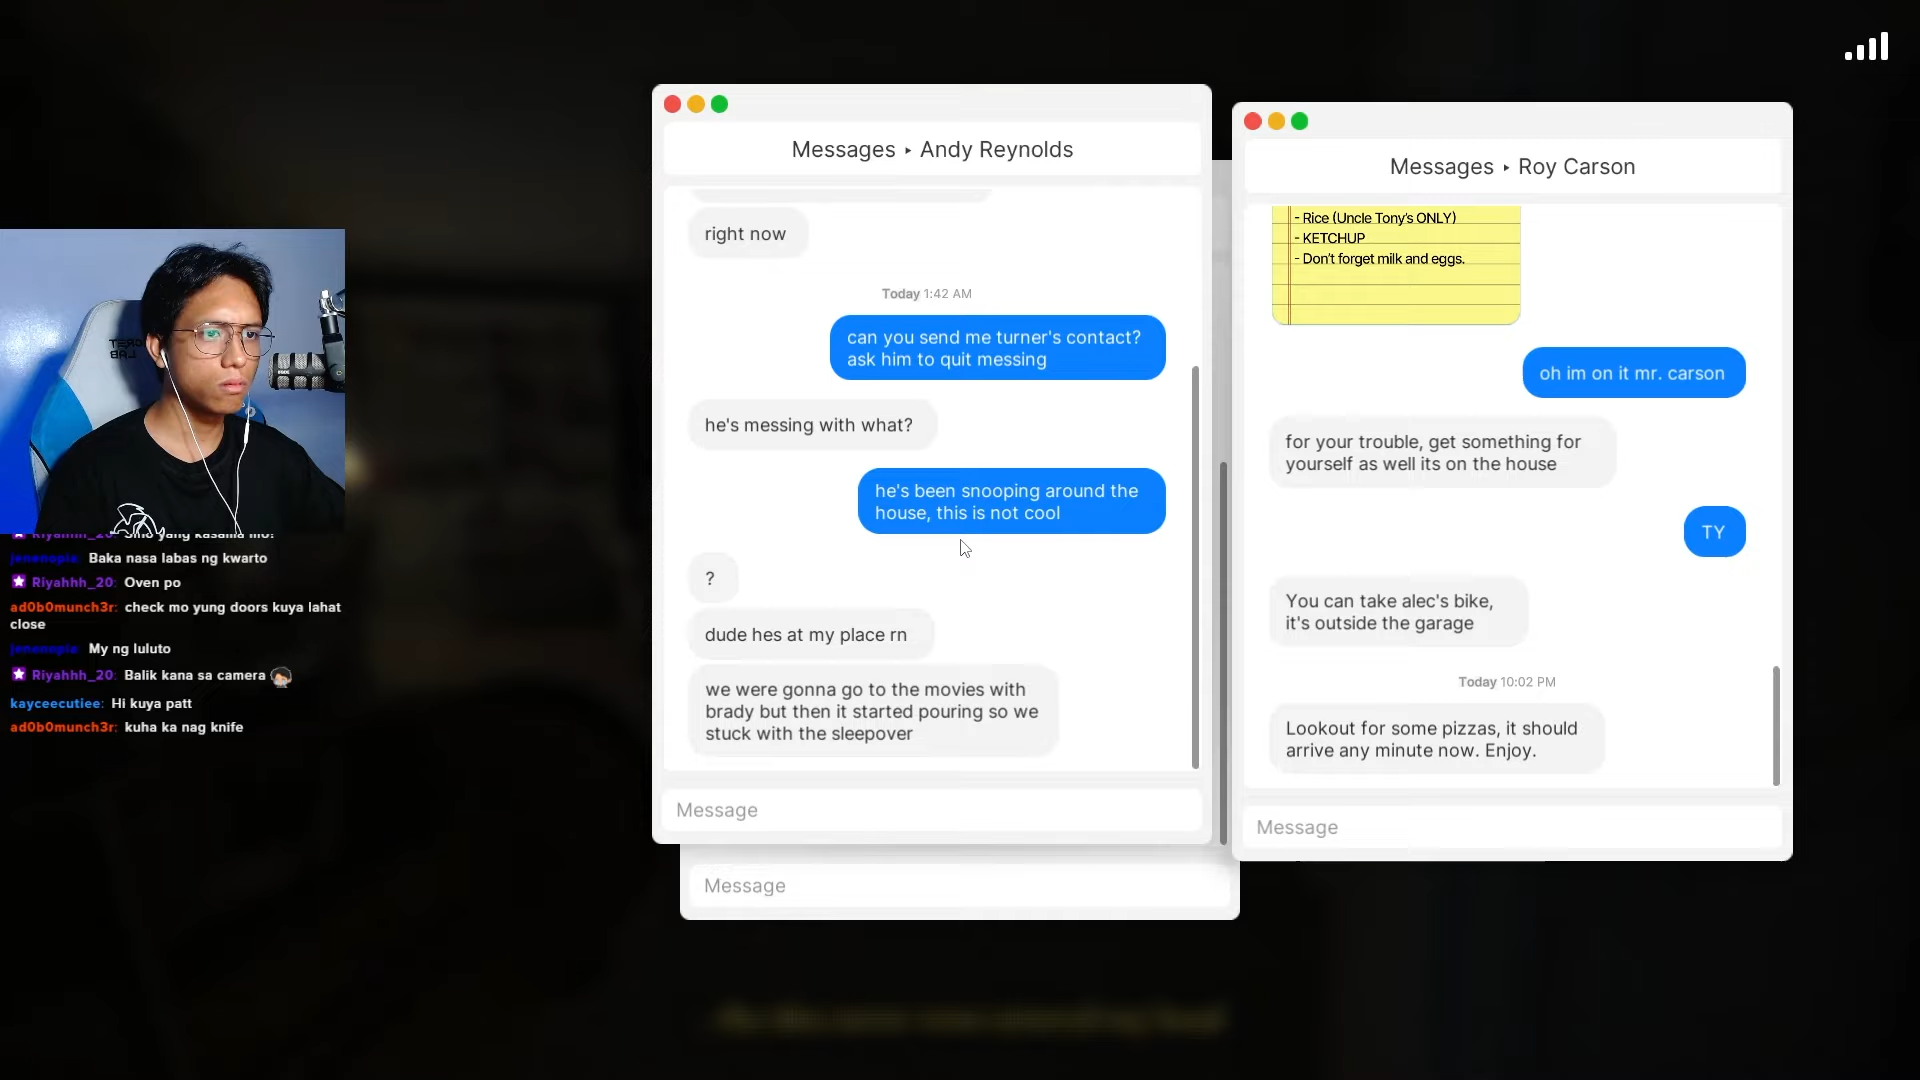 Messages ▸ Andy Reynolds
right now
Today 1:42 AM
can you send me turner's contact?
ask him to quit messing
he's messing with what?
he's been snooping around the
house, this is not cool
?
dude hes at my place rn
we were gonna go to the movies with
brady but then it started pouring so we
stuck with the sleepover
Message
Message
Messages ▸ Roy Carson
- Rice (Uncle Tony's ONLY)
- KETCHUP
- Don't forget milk and eggs.
oh im on it mr. carson
for your trouble, get something for
yourself as well its on the house
TY
You can take alec's bike,
it's outside the garage
Today 10:02 PM
Lookout for some pizzas, it should
arrive any minute now. Enjoy.
Message
SECRET
LAB
Riyahhh_20: Sino yang kasama mo?
Baka nasa labas ng kwarto
Riyahhh_20: Oven po
ad0b0munch3r: check mo yung doors kuya lahat
close
My ng luluto
Riyahhh_20: Balik kana sa camera
kayceecutiee: Hi kuya patt
ad0b0munch3r: kuha ka nag knife